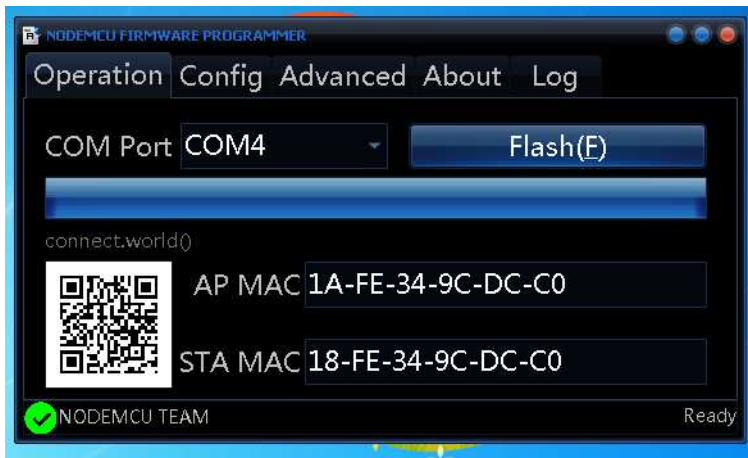 NODEMCU FIRMWARE PROGRAMMER
Operation Config Advanced About Log
COM Port COM4 Flash(F)
connect.world()
AP MAC 1A-FE-34-9C-DC-C0
STA MAC 18-FE-34-9C-DC-C0
NODEMCU TEAM Ready